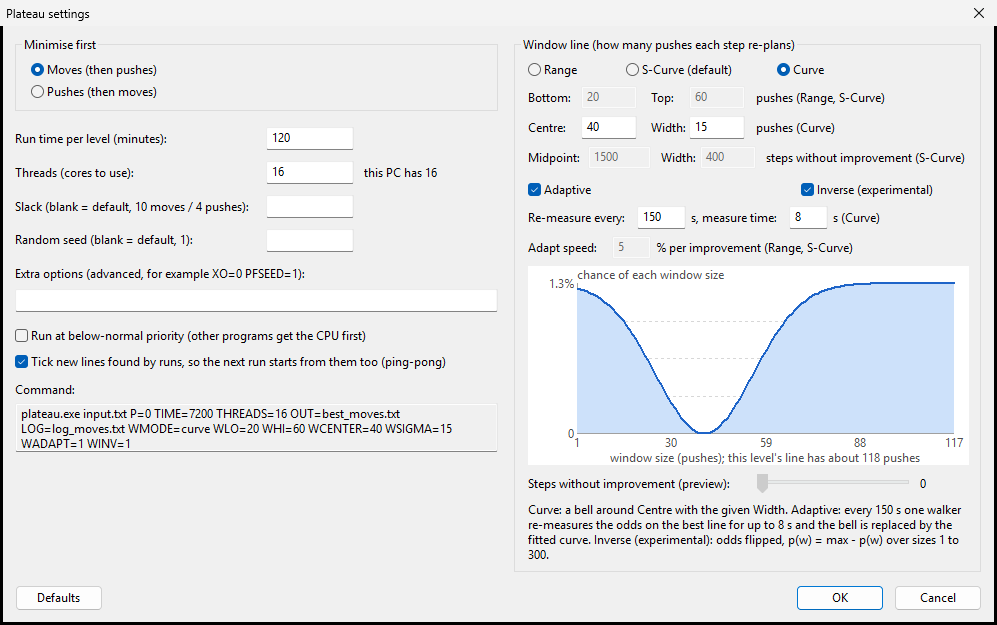 Plateau settings
Minimise first
Moves (then pushes)
Pushes (then moves)
Run time per level (minutes): 120
Threads (cores to use): 16 this PC has 16
Slack (blank = default, 10 moves / 4 pushes):
Random seed (blank = default, 1):
Extra options (advanced, for example XO=0 PFSEED=1):
Run at below-normal priority (other programs get the CPU first)
Tick new lines found by runs, so the next run starts from them too (ping-pong)
Command:
plateau.exe input.txt P=0 TIME=7200 THREADS=16 OUT=best_moves.txt
LOG=log_moves.txt WMODE=curve WLO=20 WHI=60 WCENTER=40 WSIGMA=15
WADAPT=1 WINV=1
Window line (how many pushes each step re-plans)
Range S-Curve (default) Curve
Bottom: 20 Top: 60 pushes (Range, S-Curve)
Centre: 40 Width: 15 pushes (Curve)
Midpoint: 1500 Width: 400 steps without improvement (S-Curve)
Adaptive Inverse (experimental)
Re-measure every: 150 s, measure time: 8 s (Curve)
Adapt speed: 5 % per improvement (Range, S-Curve)
chance of each window size
1.3%
0
1 30 59 88 117
window size (pushes); this level's line has about 118 pushes
Steps without improvement (preview): 0
Curve: a bell around Centre with the given Width. Adaptive: every 150 s one walker
re-measures the odds on the best line for up to 8 s and the bell is replaced by the
fitted curve. Inverse (experimental): odds flipped, p(w) = max - p(w) over sizes 1 to
300.
Defaults OK Cancel